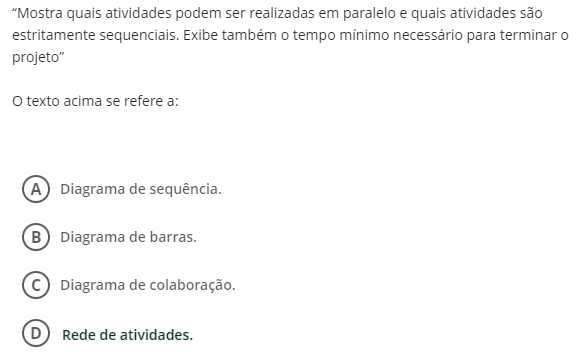 “Mostra quais atividades podem ser realizadas em paralelo e quais atividades são
estritamente sequenciais. Exibe também o tempo mínimo necessário para terminar o
projeto”
O texto acima se refere a:
A Diagrama de sequência.
B Diagrama de barras.
C Diagrama de colaboração.
D Rede de atividades.